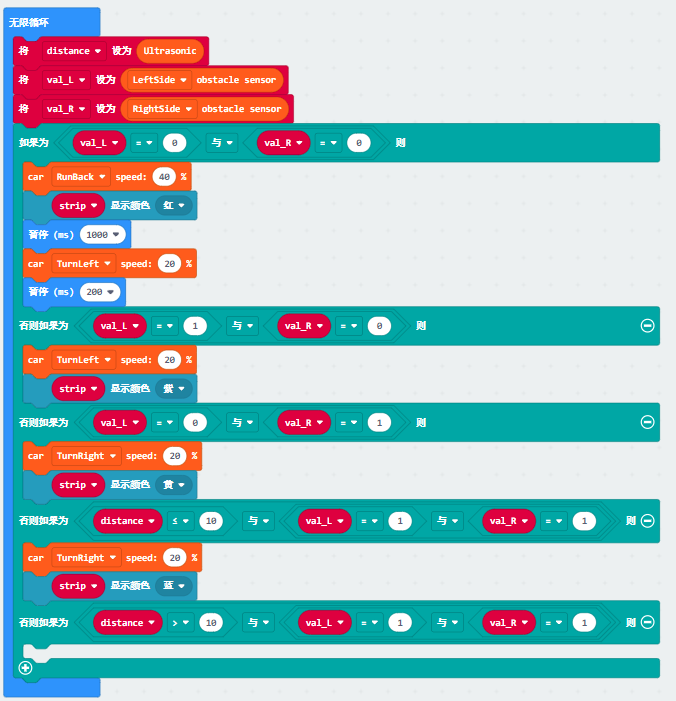 无限循环
将 distance 设为 Ultrasonic
将 val_L 设为 LeftSide obstacle sensor
将 val_R 设为 RightSide obstacle sensor
如果为 val_L = 0 与 val_R = 0 则
car RunBack speed: 40 %
strip 显示颜色 红
暂停 (ms) 1000
car TurnLeft speed: 20 %
暂停 (ms) 200
否则如果为 val_L = 1 与 val_R = 0 则
car TurnLeft speed: 20 %
strip 显示颜色 紫
否则如果为 val_L = 0 与 val_R = 1 则
car TurnRight speed: 20 %
strip 显示颜色 黄
否则如果为 distance ≤ 10 与 val_L = 1 与 val_R = 1 则
car TurnRight speed: 20 %
strip 显示颜色 蓝
否则如果为 distance > 10 与 val_L = 1 与 val_R = 1 则